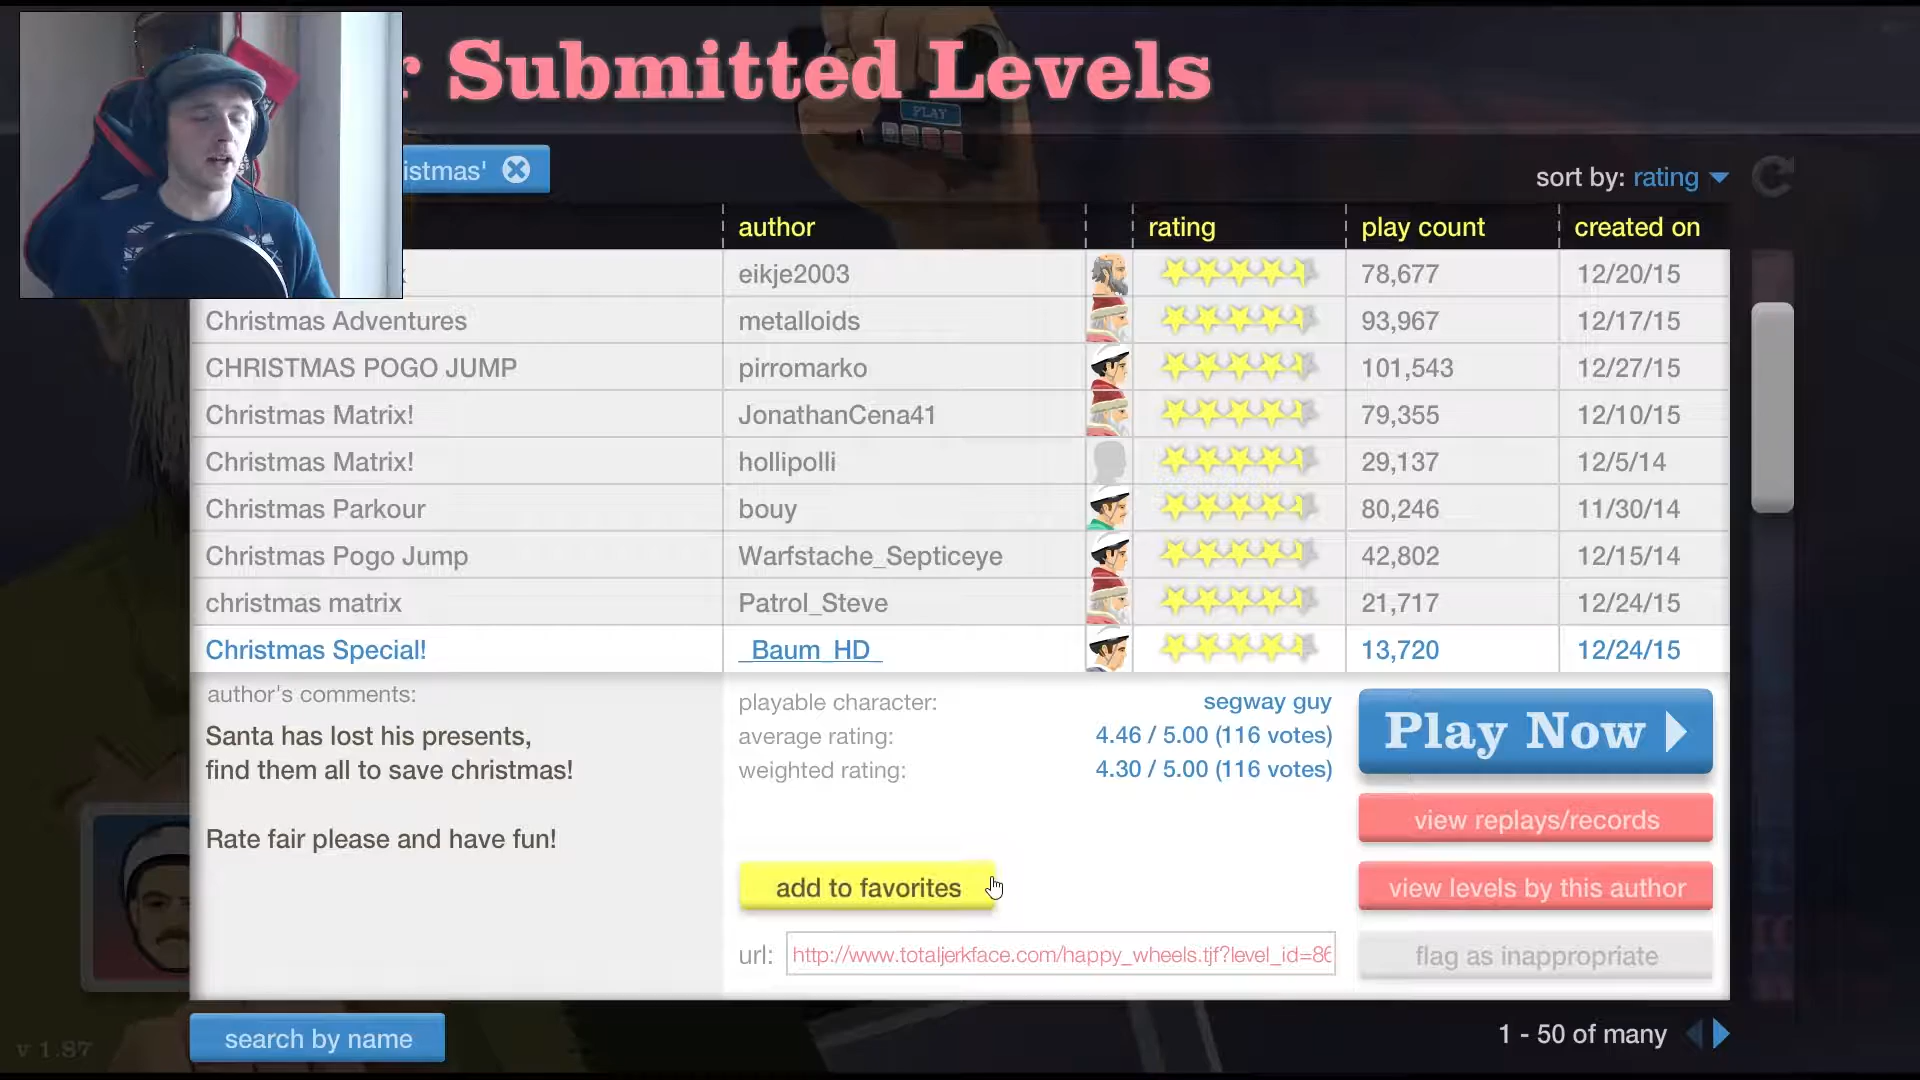 Submitted Levels
PLAY
istmas'
sort by: rating
author rating play count created on
eikje2003 78,677 12/20/15
Christmas Adventures metalloids 93,967 12/17/15
CHRISTMAS POGO JUMP pirromarko 101,543 12/27/15
Christmas Matrix! JonathanCena41 79,355 12/10/15
Christmas Matrix! hollipolli 29,137 12/5/14
Christmas Parkour bouy 80,246 11/30/14
Christmas Pogo Jump Warfstache_Septiceye 42,802 12/15/14
christmas matrix Patrol_Steve 21,717 12/24/15
Christmas Special! _Baum_HD_ 13,720 12/24/15
author's comments:
Santa has lost his presents,
find them all to save christmas!
Rate fair please and have fun!
playable character: segway guy
average rating: 4.46 / 5.00 (116 votes)
weighted rating: 4.30 / 5.00 (116 votes)
add to favorites
url: http://www.totaljerkface.com/happy_wheels.tjf?level_id=86
Play Now
view replays/records
view levels by this author
flag as inappropriate
search by name
1 - 50 of many
v 1.87